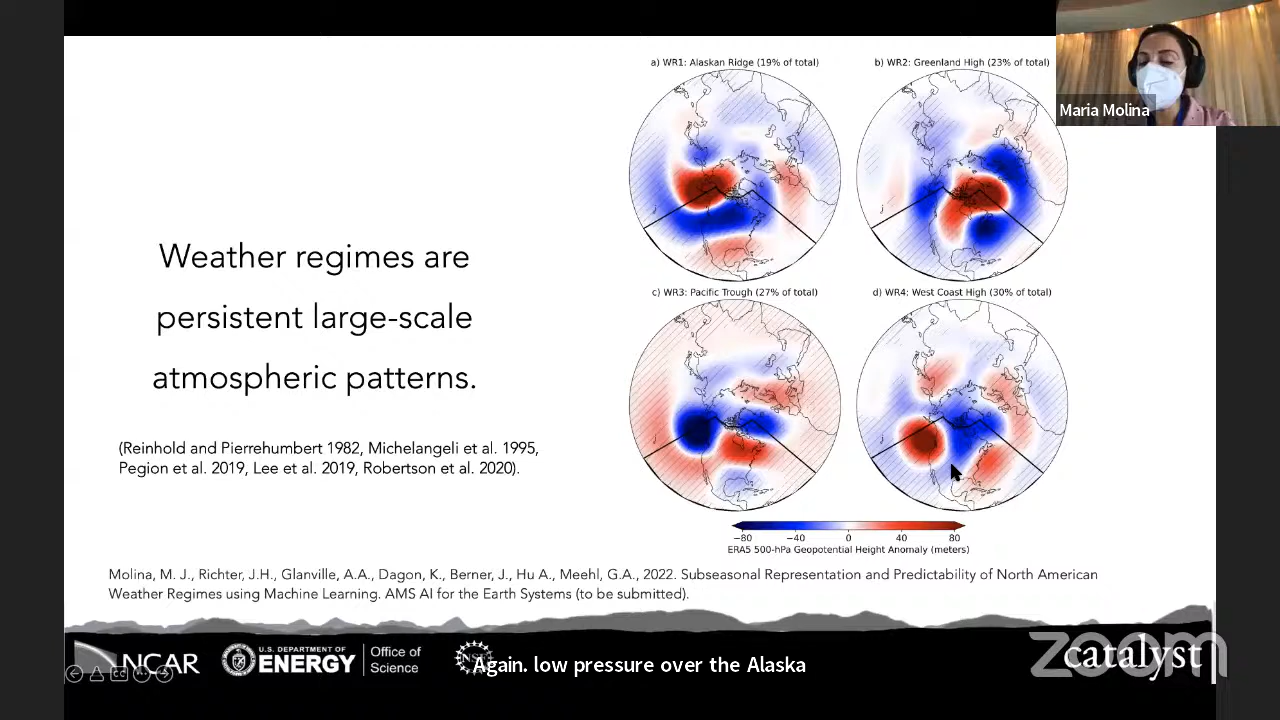 a) WR1: Alaskan Ridge (19% of total)
b) WR2: Greenland High (23% of total)
Maria Molina
Weather regimes are
persistent large-scale
atmospheric patterns.
(Reinhold and Pierrehumbert 1982, Michelangeli et al. 1995,
Pegion et al. 2019, Lee et al. 2019, Robertson et al. 2020).
c) WR3: Pacific Trough (27% of total)
d) WR4: West Coast High (30% of total)
−80 −40 0 40 80
ERA5 500-hPa Geopotential Height Anomaly (meters)
Molina, M. J., Richter, J.H., Glanville, A.A., Dagon, K., Berner, J., Hu A., Meehl, G.A., 2022. Subseasonal Representation and Predictability of North American
Weather Regimes using Machine Learning. AMS AI for the Earth Systems (to be submitted).
NCAR
U.S. DEPARTMENT OF
ENERGY
Office of
Science
NSF
Again. low pressure over the Alaska
catalyst
zoom